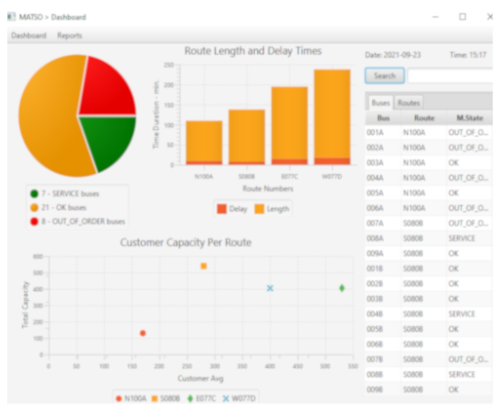 MATSO > Dashboard
Dashboard Reports
Route Length and Delay Times
Time Duration - min.
250
200
150
100
50
0
N100A S080B E077C W077D
Route Numbers
Delay Length
7 - SERVICE buses
21 - OK buses
8 - OUT_OF_ORDER buses
Customer Capacity Per Route
Total Capacity
600
500
400
300
200
100
0
0 50 100 150 200 250 300 350 400 450 500 550
Customer Avg
N100A S080B E077C W077D
Date: 2021-09-23 Time: 15:17
Search
Buses Routes
Bus Route M.State
001A N100A OUT_OF_O...
002A N100A OUT_OF_O...
003A N100A OK
004A N100A OUT_OF_O...
005A N100A OK
006A N100A OUT_OF_O...
007A S080B OUT_OF_O...
008A S080B SERVICE
009A S080B OK
001B S080B OK
002B S080B OK
003B S080B OK
004B S080B SERVICE
005B S080B OK
006B S080B OK
007B S080B OUT_OF_O...
008B S080B SERVICE
009B S080B OK